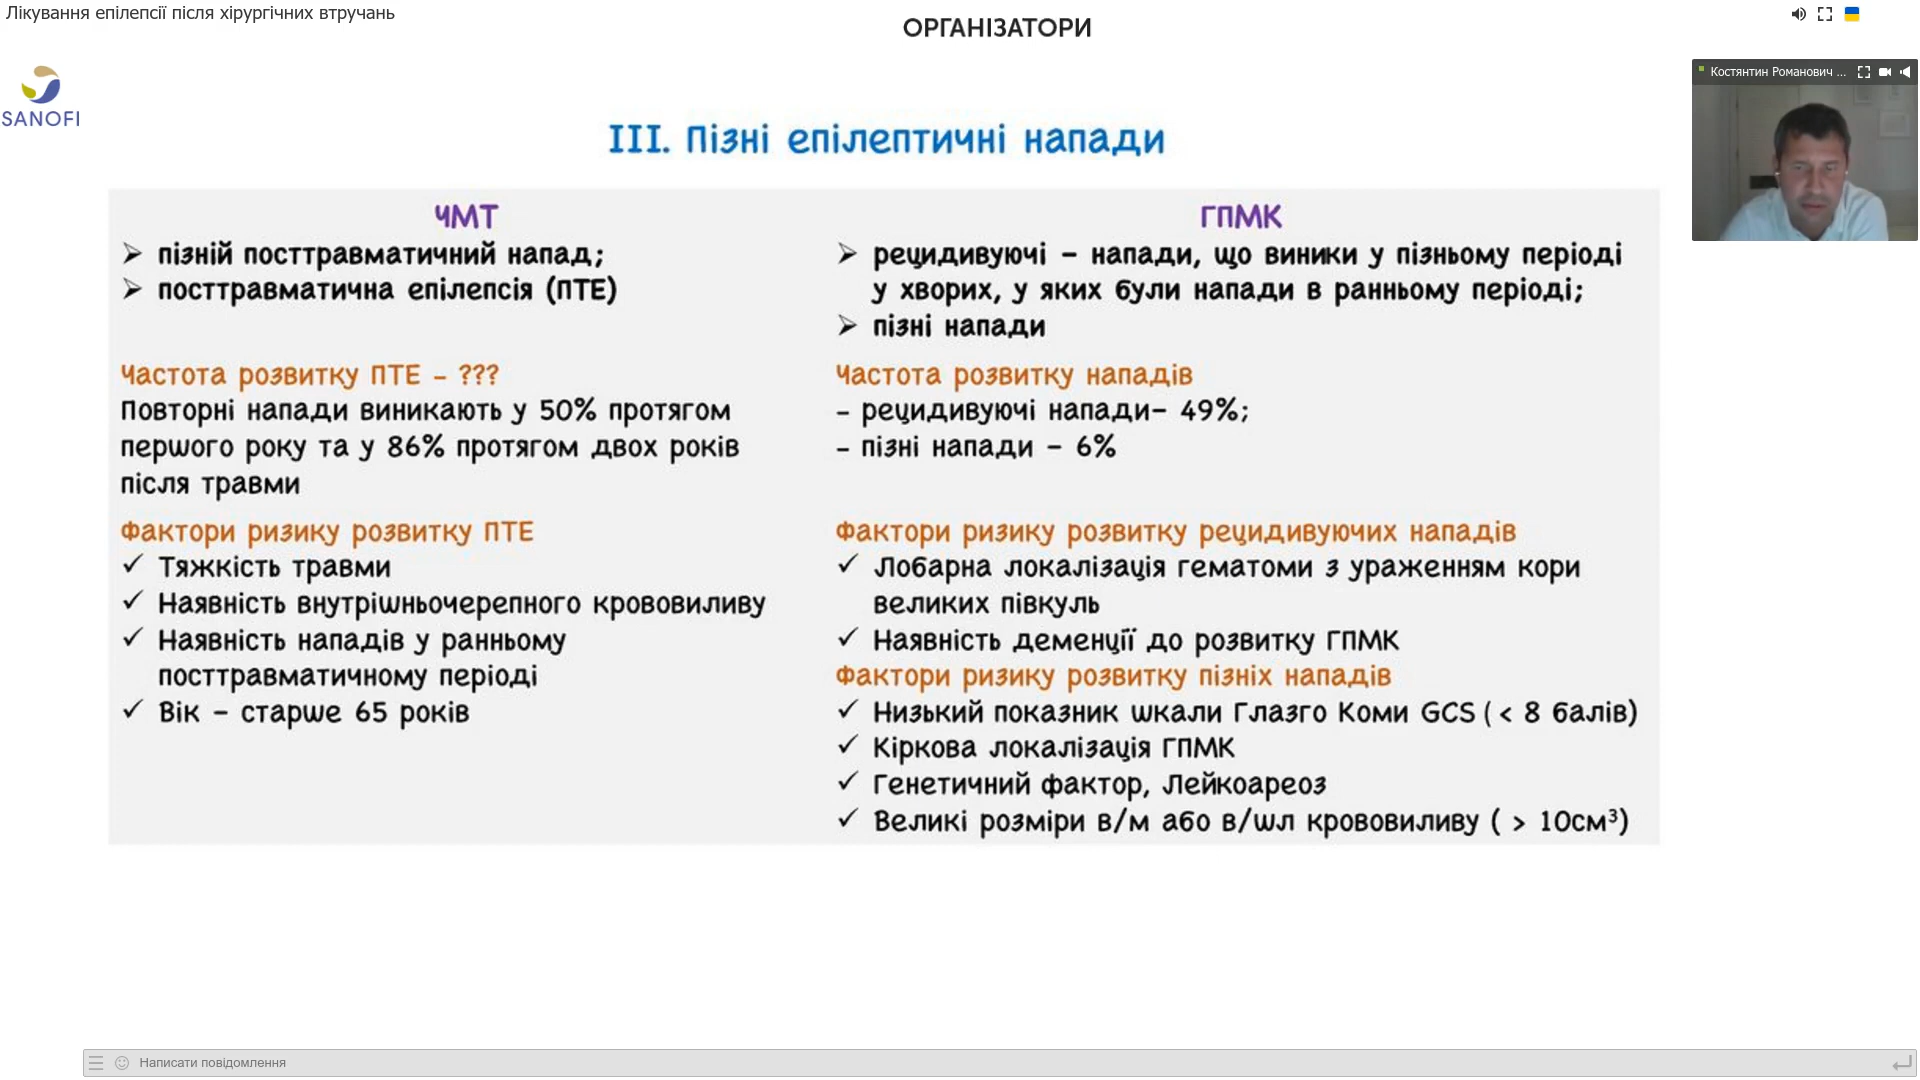 Лікування епілепсії після хірургічних втручань
ОРГАНІЗАТОРИ
SANOFI
Костянтин Романович ...
III. Пізні епілептичні напади
ЧМТ
пізній посттравматичний напад;
посттравматична епілепсія (ПТЕ)
Частота розвитку ПТЕ – ???
Повторні напади виникають у 50% протягом
першого року та у 86% протягом двох років
після травми
Фактори ризику розвитку ПТЕ
Тяжкість травми
Наявність внутрішньочерепного крововиливу
Наявність нападів у ранньому
посттравматичному періоді
Вік – старше 65 років
ГПМК
рецидивуючі – напади, що виники у пізньому періоді
у хворих, у яких були напади в ранньому періоді;
пізні напади
Частота розвитку нападів
– рецидивуючі напади– 49%;
– пізні напади – 6%
Фактори ризику розвитку рецидивуючих нападів
Лобарна локалізація гематоми з ураженням кори
великих півкуль
Наявність деменції до розвитку ГПМК
Фактори ризику розвитку пізніх нападів
Низький показник шкали Глазго Коми GCS ( < 8 балів)
Кіркова локалізація ГПМК
Генетичний фактор, Лейкоареоз
Великі розміри в/м або в/шл крововиливу ( > 10см³)
Написати повідомлення